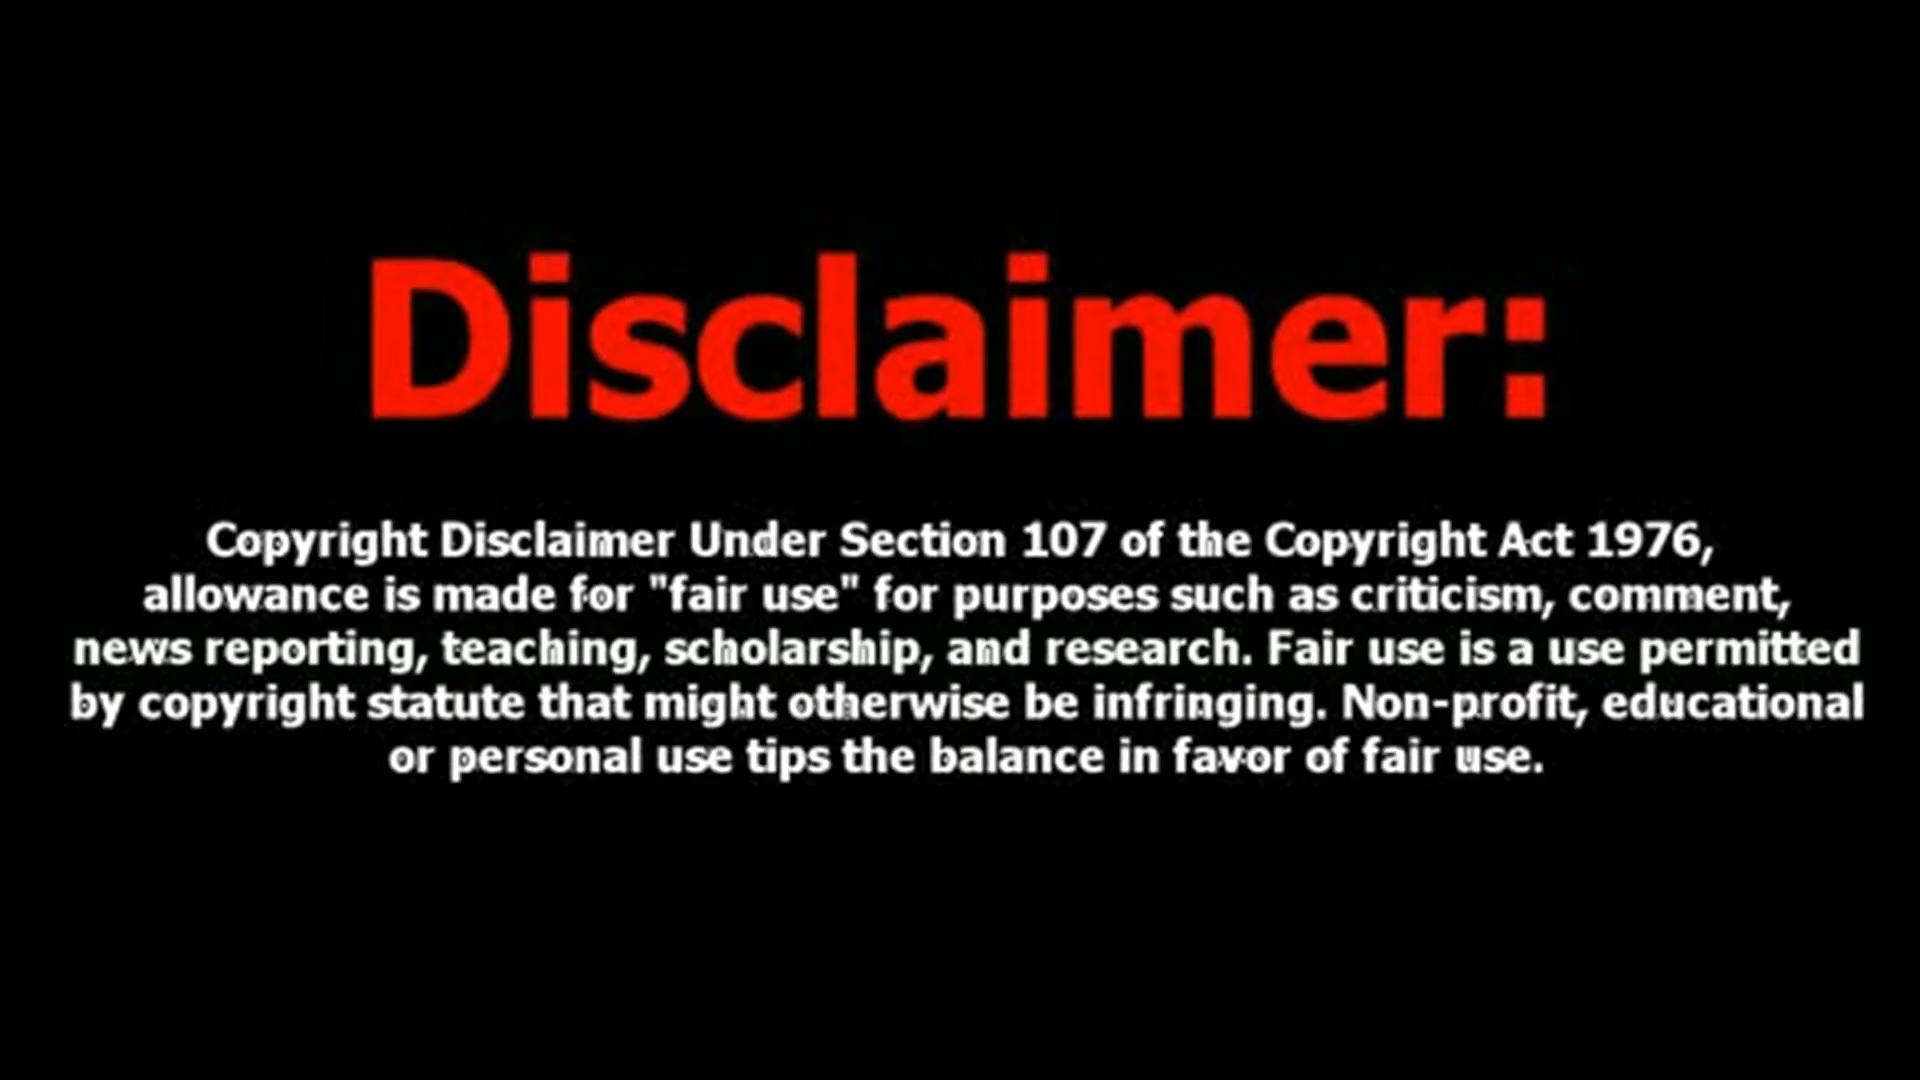 Disclaimer:
Copyright Disclaimer Under Section 107 of the Copyright Act 1976,
allowance is made for "fair use" for purposes such as criticism, comment,
news reporting, teaching, scholarship, and research. Fair use is a use permitted
by copyright statute that might otherwise be infringing. Non-profit, educational
or personal use tips the balance in favor of fair use.